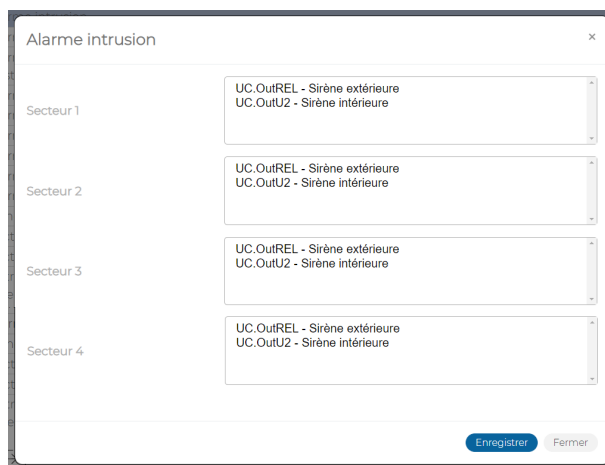 Alarme intrusion
×
Secteur 1
UC.OutREL - Sirène extérieure
UC.OutU2 - Sirène intérieure
Secteur 2
UC.OutREL - Sirène extérieure
UC.OutU2 - Sirène intérieure
Secteur 3
UC.OutREL - Sirène extérieure
UC.OutU2 - Sirène intérieure
Secteur 4
UC.OutREL - Sirène extérieure
UC.OutU2 - Sirène intérieure
Enregistrer Fermer